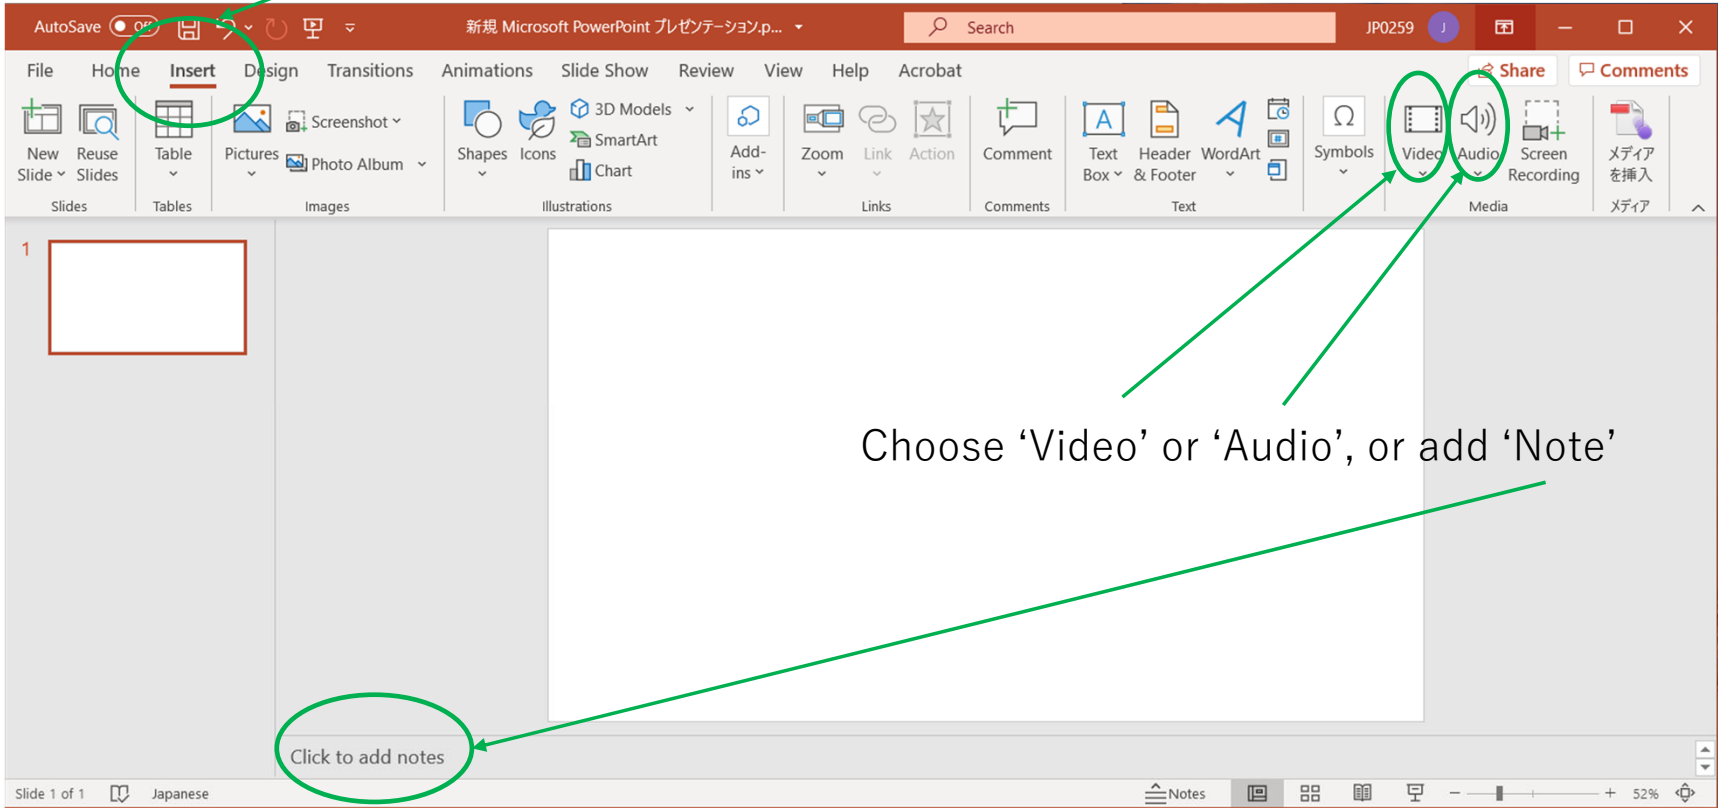 AutoSave Off 新規 Microsoft PowerPoint プレゼンテーション.p... Search JP0259 J
File Home Insert Design Transitions Animations Slide Show Review View Help Acrobat Share Comments
New Slide
Reuse Slides
Table
Pictures
Screenshot
Photo Album
Shapes
Icons
3D Models
SmartArt
Chart
Add-ins
Zoom
Link
Action
Comment
Text Box
Header & Footer
WordArt
Symbols
Video
Audio
Screen Recording
メディアを挿入
Slides Tables Images Illustrations Links Comments Text Media メディア
1
Choose ‘Video’ or ‘Audio’, or add ‘Note’
Click to add notes
Slide 1 of 1 Japanese Notes 52%